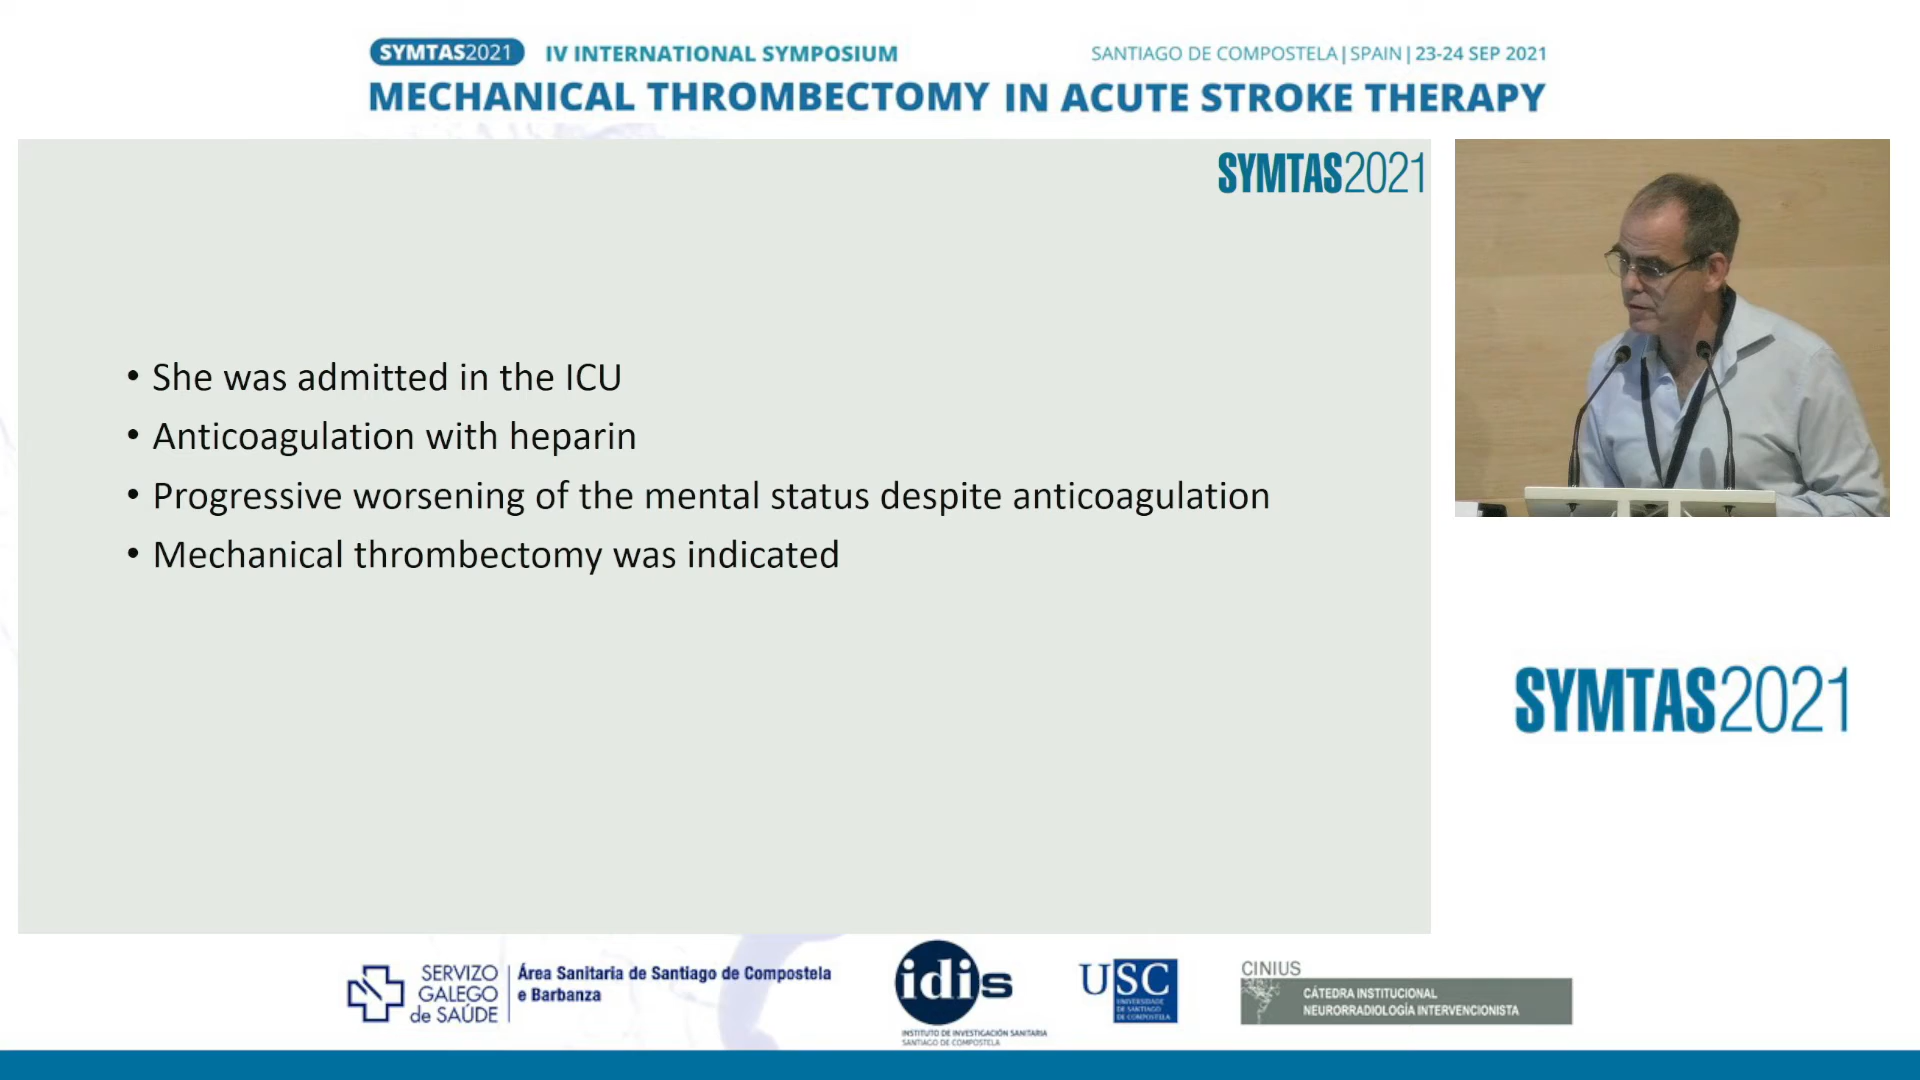 SYMTAS2021 IV INTERNATIONAL SYMPOSIUM SANTIAGO DE COMPOSTELA | SPAIN | 23-24 SEP 2021
MECHANICAL THROMBECTOMY IN ACUTE STROKE THERAPY
SYMTAS2021
• She was admitted in the ICU
• Anticoagulation with heparin
• Progressive worsening of the mental status despite anticoagulation
• Mechanical thrombectomy was indicated
SYMTAS2021
SERVIZO
GALEGO
de SAÚDE
Área Sanitaria de Santiago de Compostela
e Barbanza
idis
INSTITUTO DE INVESTIGACIÓN SANITARIA
SANTIAGO DE COMPOSTELA
USC
UNIVERSIDADE
DE SANTIAGO
DE COMPOSTELA
CINIUS
CÁTEDRA INSTITUCIONAL
NEURORRADIOLOGÍA INTERVENCIONISTA